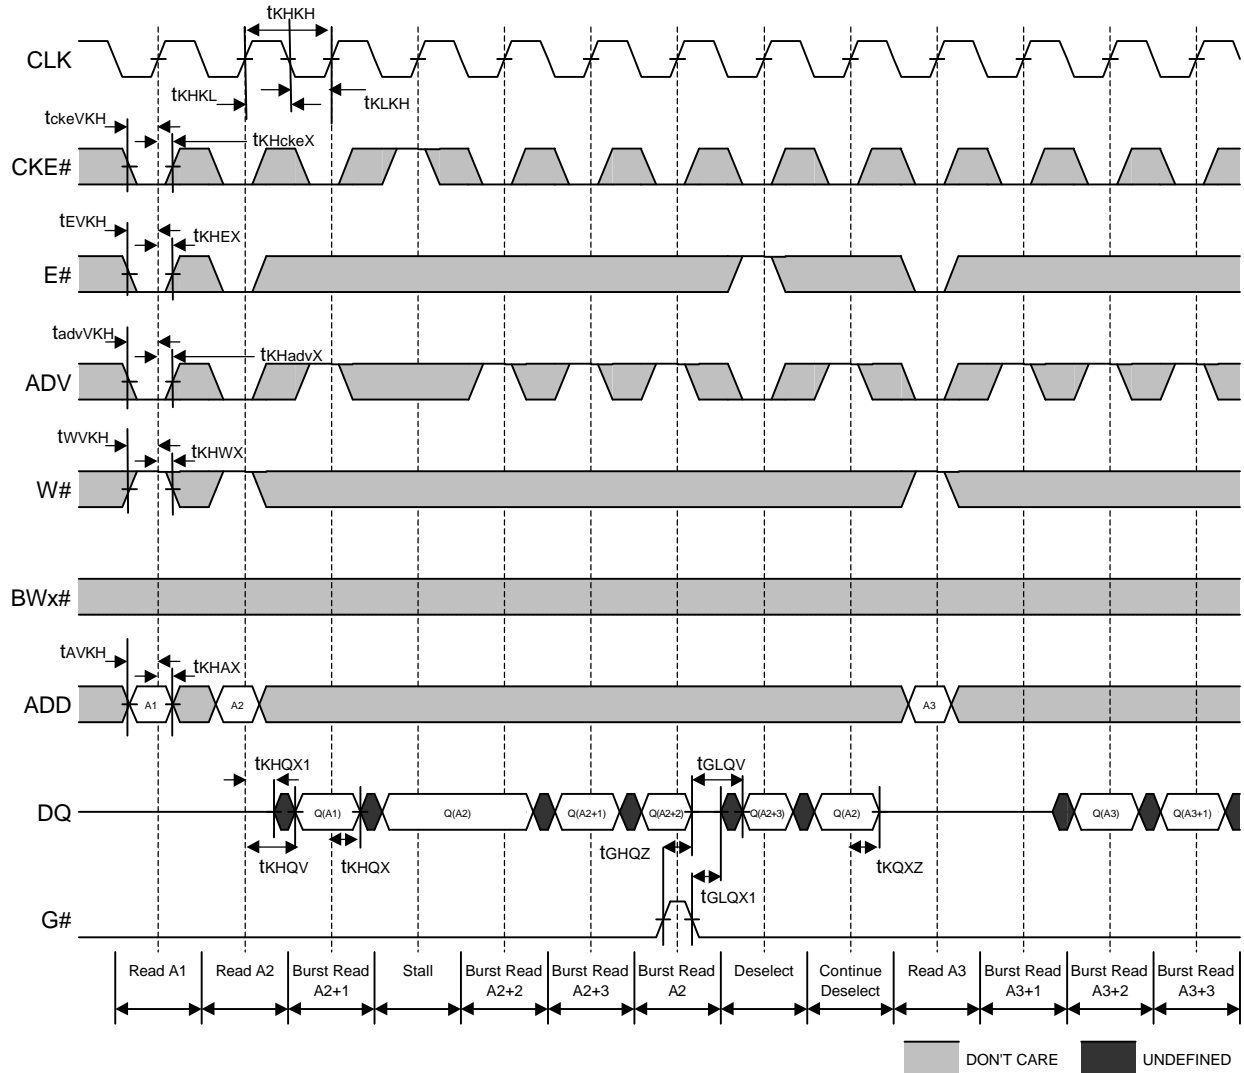 tKHKH
CLK
tKHKL
tKLKH
tckeVKH
tKHckeX
CKE#
tEVKH
tKHEX
E#
tadvVKH
tKHadvX
ADV
tWVKH
tKHWX
W#
BWx#
tAVKH
tKHAX
ADD
A1
A2
A3
tKHQX1
tGLQV
DQ
Q(A1)
Q(A2)
Q(A2+1)
Q(A2+2)
Q(A2+3)
Q(A2)
Q(A3)
Q(A3+1)
tKHQV
tKHQX
tGHQZ
tKQXZ
tGLQX1
G#
Read A1
Read A2
Burst Read
A2+1
Stall
Burst Read
A2+2
Burst Read
A2+3
Burst Read
A2
Deselect
Continue
Deselect
Read A3
Burst Read
A3+1
Burst Read
A3+2
Burst Read
A3+3
DON'T CARE
UNDEFINED